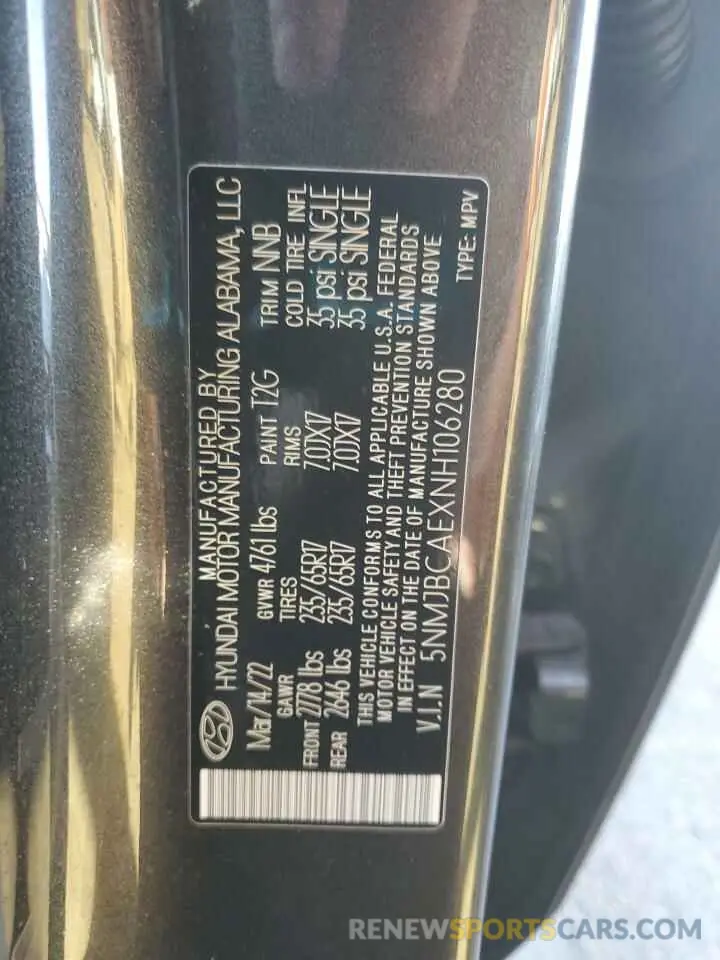 MANUFACTURED BY
HYUNDAI MOTOR MANUFACTURING ALABAMA, LLC
Mar/14/22 GVWR 4761 lbs PAINT T2G TRIM NNB
GAWR TIRES RIMS COLD TIRE INFL
FRONT 2778 lbs 235/65R17 7.0JX17 35 psi SINGLE
REAR 2646 lbs 235/65R17 7.0JX17 35 psi SINGLE
THIS VEHICLE CONFORMS TO ALL APPLICABLE U.S.A. FEDERAL
MOTOR VEHICLE SAFETY AND THEFT PREVENTION STANDARDS
IN EFFECT ON THE DATE OF MANUFACTURE SHOWN ABOVE
V.I.N 5NMJBCAEXNH106280
TYPE: MPV
RENEWSPORTSCARS.COM